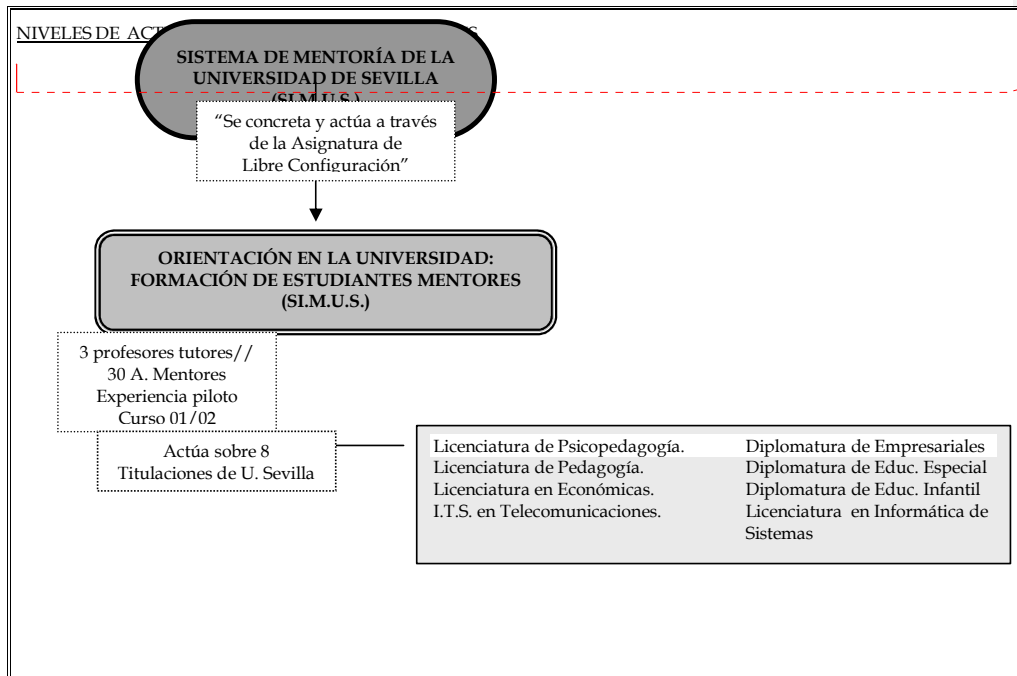 NIVELES DE
SISTEMA DE MENTORÍA DE LA
UNIVERSIDAD DE SEVILLA
(SI.M.U.S.)
“Se concreta y actúa a través
de la Asignatura de
Libre Configuración”
ORIENTACIÓN EN LA UNIVERSIDAD:
FORMACIÓN DE ESTUDIANTES MENTORES
(SI.M.U.S.)
3 profesores tutores//
30 A. Mentores
Experiencia piloto
Curso 01/02
Actúa sobre 8
Titulaciones de U. Sevilla
Licenciatura de Psicopedagogía.
Licenciatura de Pedagogía.
Licenciatura en Económicas.
I.T.S. en Telecomunicaciones.
Diplomatura de Empresariales
Diplomatura de Educ. Especial
Diplomatura de Educ. Infantil
Licenciatura en Informática de
Sistemas